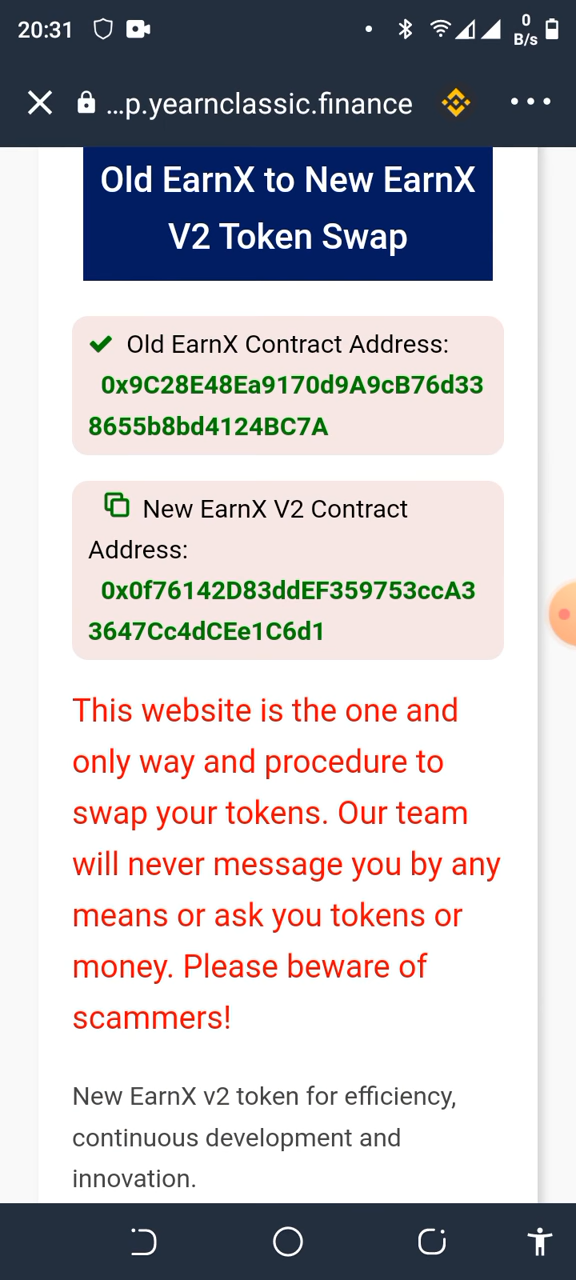 20:31
0
B/s
...p.yearnclassic.finance
Old EarnX to New EarnX
V2 Token Swap
Old EarnX Contract Address:
0x9C28E48Ea9170d9A9cB76d33
8655b8bd4124BC7A
New EarnX V2 Contract
Address:
0x0f76142D83ddEF359753ccA3
3647Cc4dCEe1C6d1
This website is the one and
only way and procedure to
swap your tokens. Our team
will never message you by any
means or ask you tokens or
money. Please beware of
scammers!
New EarnX v2 token for efficiency,
continuous development and
innovation.